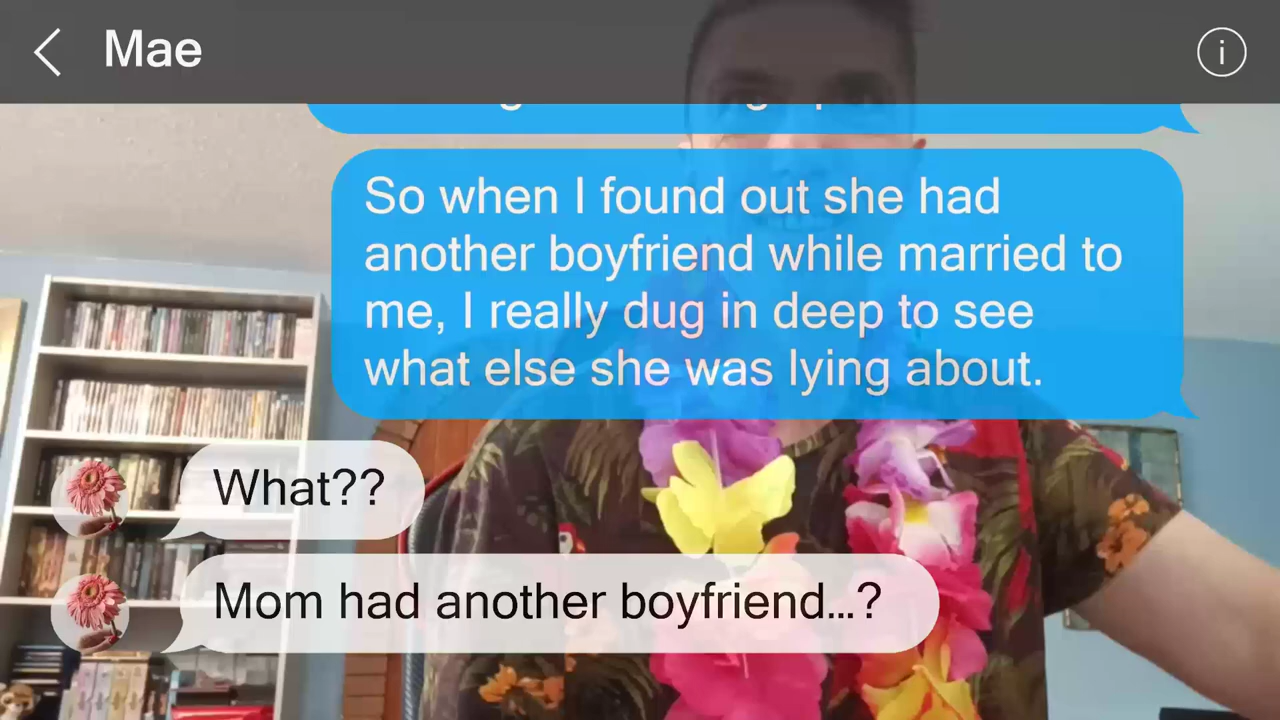 Mae
So when I found out she had
another boyfriend while married to
me, I really dug in deep to see
what else she was lying about.
What??
Mom had another boyfriend...?